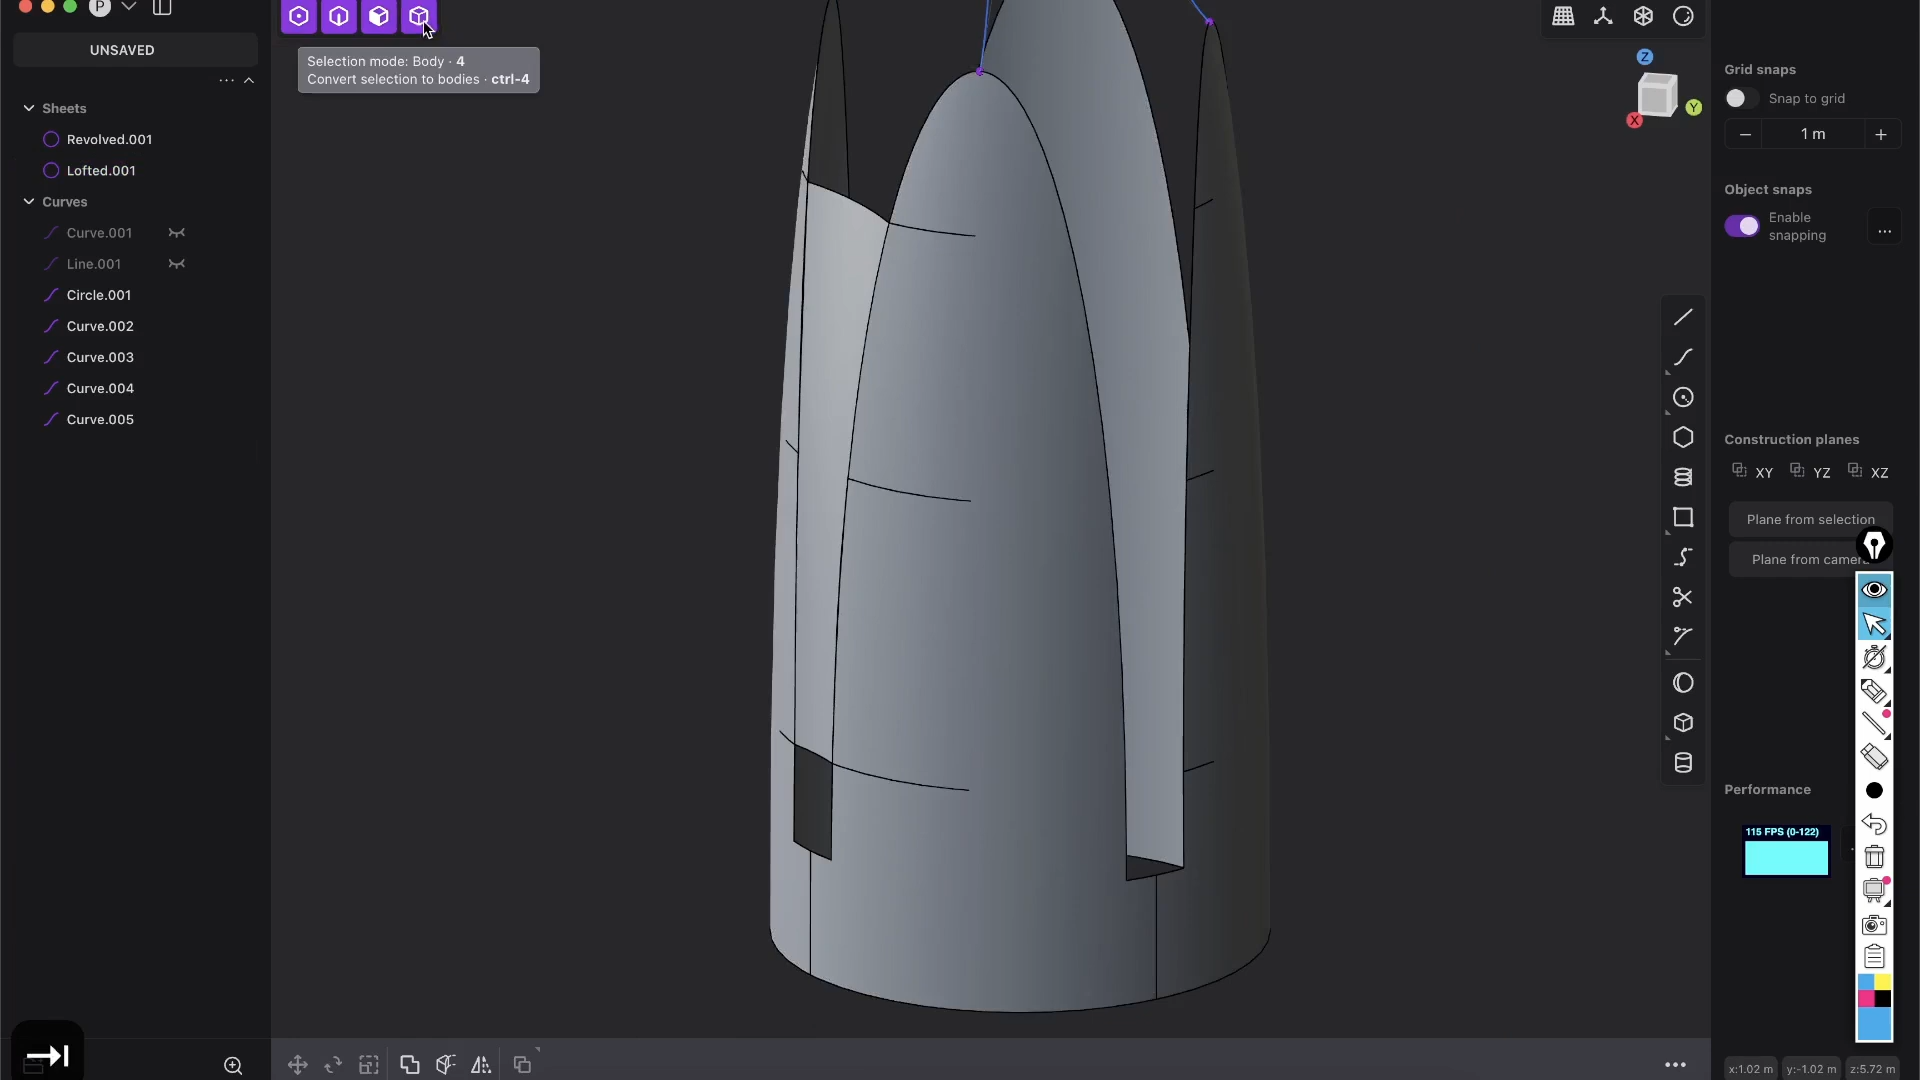 P
UNSAVED
Sheets
Revolved.001
Lofted.001
Curves
Curve.001
Line.001
Circle.001
Curve.002
Curve.003
Curve.004
Curve.005
Selection mode: Body · 4
Convert selection to bodies · ctrl-4
Z
Y
X
Grid snaps
Snap to grid
1 m
Object snaps
Enable
snapping
Construction planes
XY YZ XZ
Plane from selection
Plane from camera
Performance
115 FPS (0-122)
x:1.02 m y:-1.02 m z:5.72 m